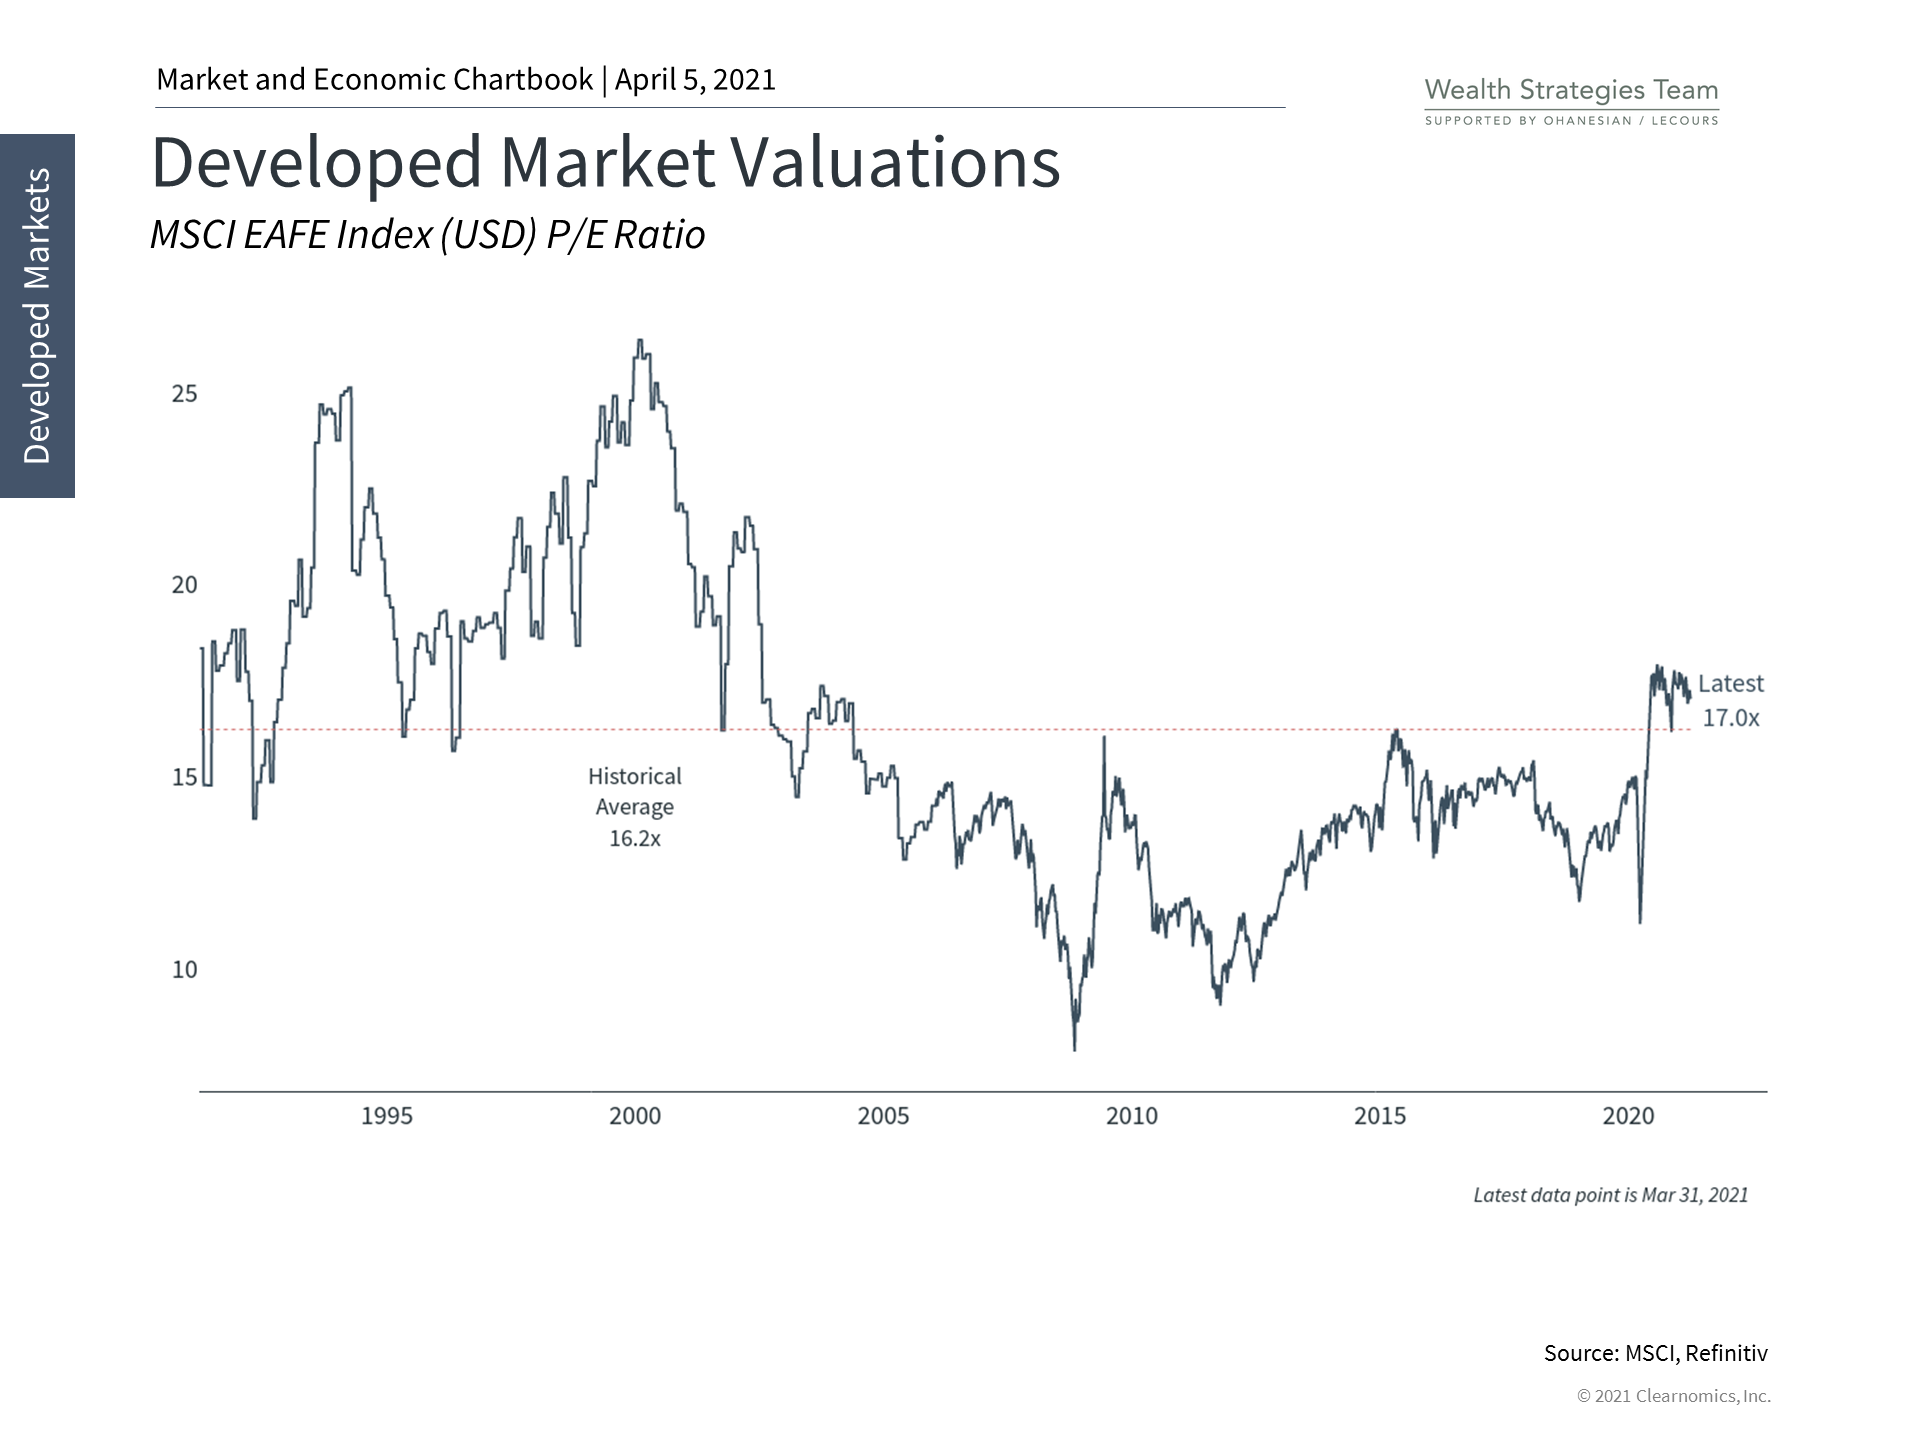 Market and Economic Chartbook | April 5, 2021
Wealth Strategies Team
SUPPORTED BY OHANESIAN / LECOURS
Developed Markets
Developed Market Valuations
MSCI EAFE Index (USD) P/E Ratio
25
20
15
10
Latest
17.0x
Historical
Average
16.2x
1995 2000 2005 2010 2015 2020
Latest data point is Mar 31, 2021
Source: MSCI, Refinitiv
© 2021 Clearnomics, Inc.